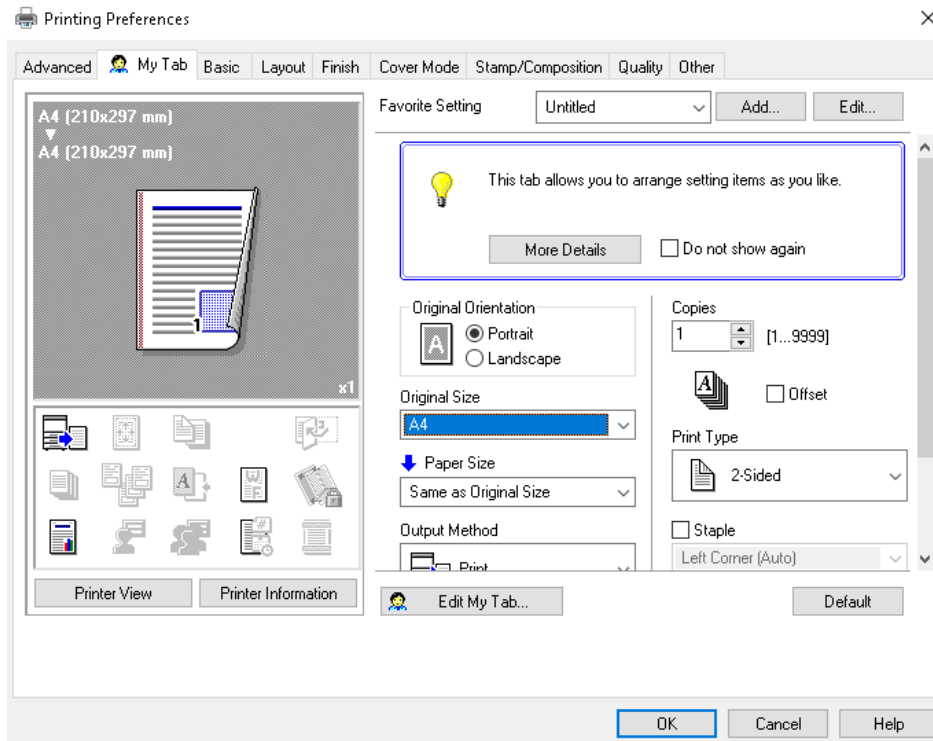 Printing Preferences
Advanced My Tab Basic Layout Finish Cover Mode Stamp/Composition Quality Other
A4 (210x297 mm)
A4 (210x297 mm)
1
x1
Printer View Printer Information
Favorite Setting Untitled Add... Edit...
This tab allows you to arrange setting items as you like.
More Details Do not show again
Original Orientation
A
Portrait
Landscape
Original Size
A4
Paper Size
Same as Original Size
Output Method
Print
Copies
1 [1...9999]
Offset
Print Type
2-Sided
Staple
Left Corner (Auto)
Edit My Tab... Default
OK Cancel Help